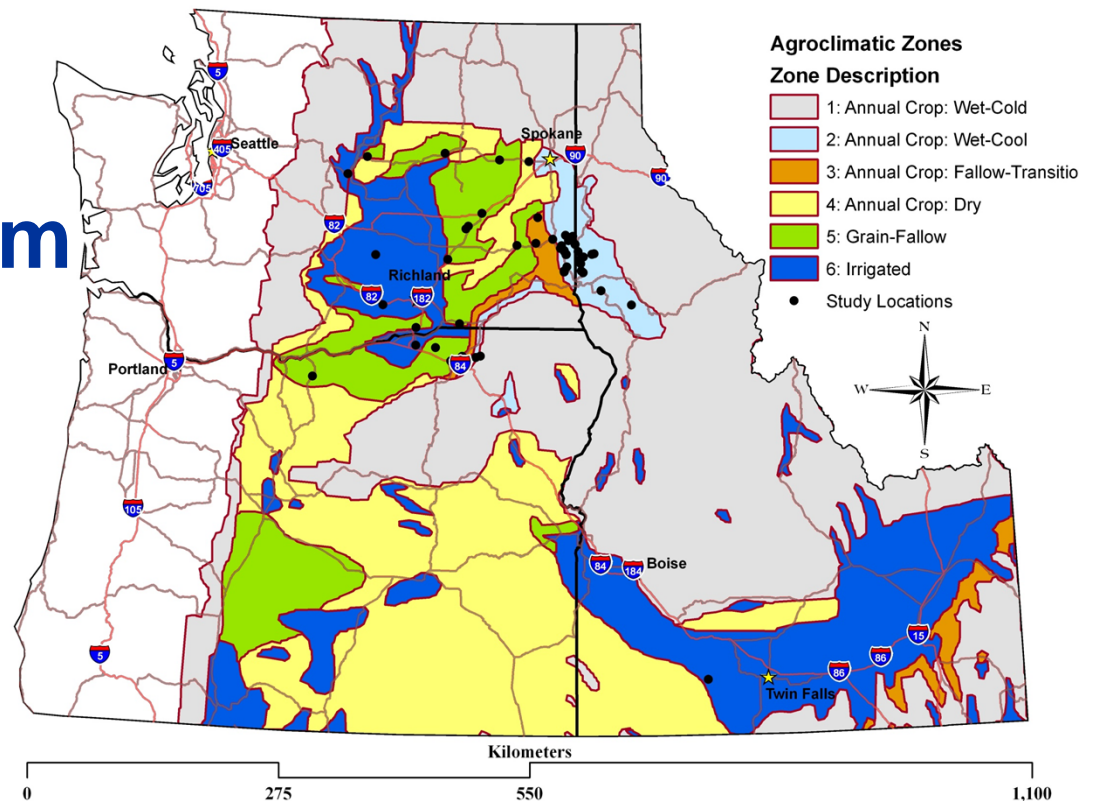 Agroclimatic Zones
Zone Description
1: Annual Crop: Wet-Cold
2: Annual Crop: Wet-Cool
3: Annual Crop: Fallow-Transitio
4: Annual Crop: Dry
5: Grain-Fallow
6: Irrigated
Study Locations
m
5
405
Seattle
705
Spokane
90
90
82
Richland
82
182
Portland
5
84
N
W
E
S
105
84
184
Boise
5
15
86
86
Twin Falls
Kilometers
0
275
550
1,100